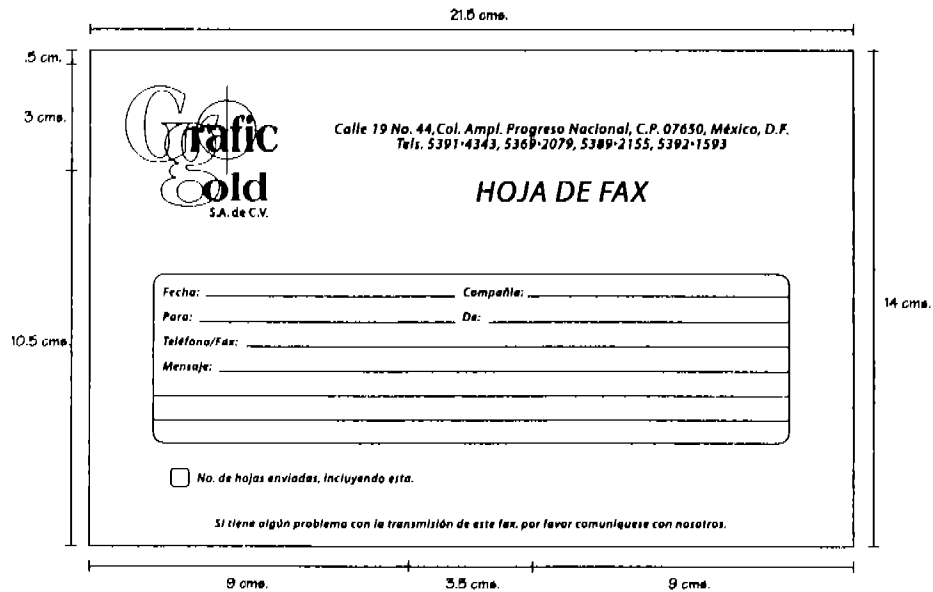 21.5 cms.
.5 cm.
3 cms.
Grafic
Gold
S.A. de C.V.
Calle 19 No. 44, Col. Ampl. Progreso Nacional, C.P. 07650, México, D.F.
Tels. 5391•4343, 5369•2079, 5389•2155, 5392•1593
HOJA DE FAX
14 cms.
10.5 cms.
Fecha: Compañía:
Para: De:
Teléfono/Fax:
Mensaje:
No. de hojas enviadas, incluyendo esta.
Si tiene algún problema con la transmisión de este fax, por favor comuníquese con nosotros.
9 cms. 3.5 cms. 9 cms.